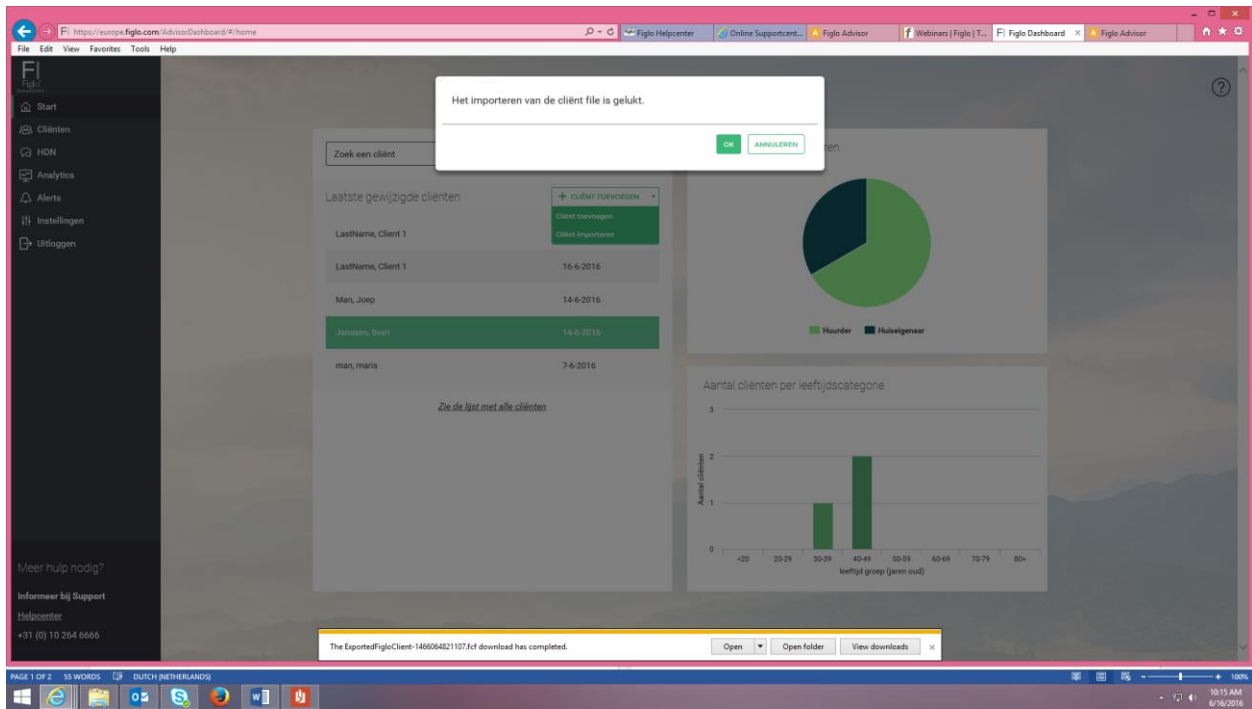 https://europe.figlo.com/AdvisorDashboard/#/home
Figlo Helpcenter
Online Supportcent...
Figlo Advisor
Webinars | Figlo | T...
Figlo Dashboard
Figlo Advisor
File Edit View Favorites Tools Help
Figlo
Start
Cliënten
HDN
Analytics
Alerts
Instellingen
Uitloggen
Meer hulp nodig?
Informeer bij Support
Helpcenter
+31 (0) 10 264 6666
Het importeren van de cliënt file is gelukt.
OK
ANNULEREN
Zoek een cliënt
Laatste gewijzigde cliënten
+ CLIËNT TOEVOEGEN
Cliënt toevoegen
Cliënt importeren
LastName, Client 1
LastName, Client 1 16-6-2016
Man, Joep 14-6-2016
Janssen, Sven 14-6-2016
man, maris 7-6-2016
Zie de lijst met alle cliënten
Huurder Huiseigenaar
Aantal cliënten per leeftijdscategorie
3
2
1
0
Aantal cliënten
<20 20-29 30-39 40-49 50-59 60-69 70-79 80+
leeftijd groep (jaren oud)
The ExportedFigloClient-1466064821107.fcf download has completed.
Open
Open folder
View downloads
PAGE 1 OF 2 55 WORDS DUTCH (NETHERLANDS)
100%
10:15 AM
6/16/2016